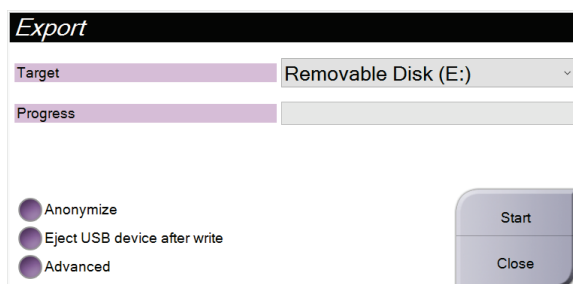 Export
Target
Removable Disk (E:)
Progress
Anonymize
Eject USB device after write
Advanced
Start
Close